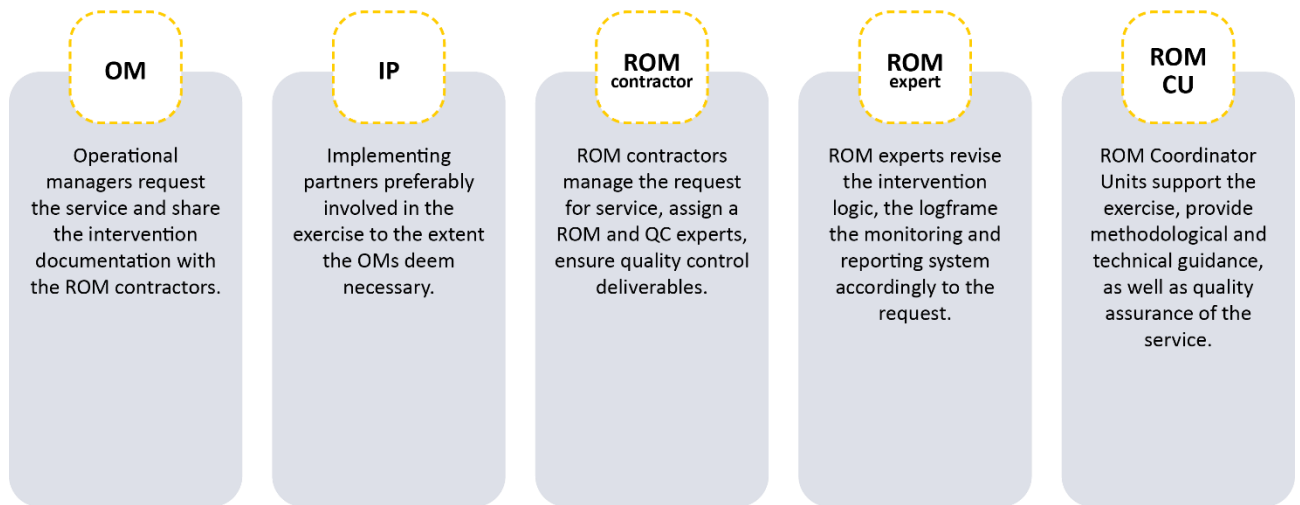 OM
Operational
managers request
the service and share
the intervention
documentation with
the ROM contractors.
IP
Implementing
partners preferably
involved in the
exercise to the extent
the OMs deem
necessary.
ROM
contractor
ROM contractors
manage the request
for service, assign a
ROM and QC experts,
ensure quality control
deliverables.
ROM
expert
ROM experts revise
the intervention
logic, the logframe
the monitoring and
reporting system
accordingly to the
request.
ROM
CU
ROM Coordinator
Units support the
exercise, provide
methodological and
technical guidance,
as well as quality
assurance of the
service.